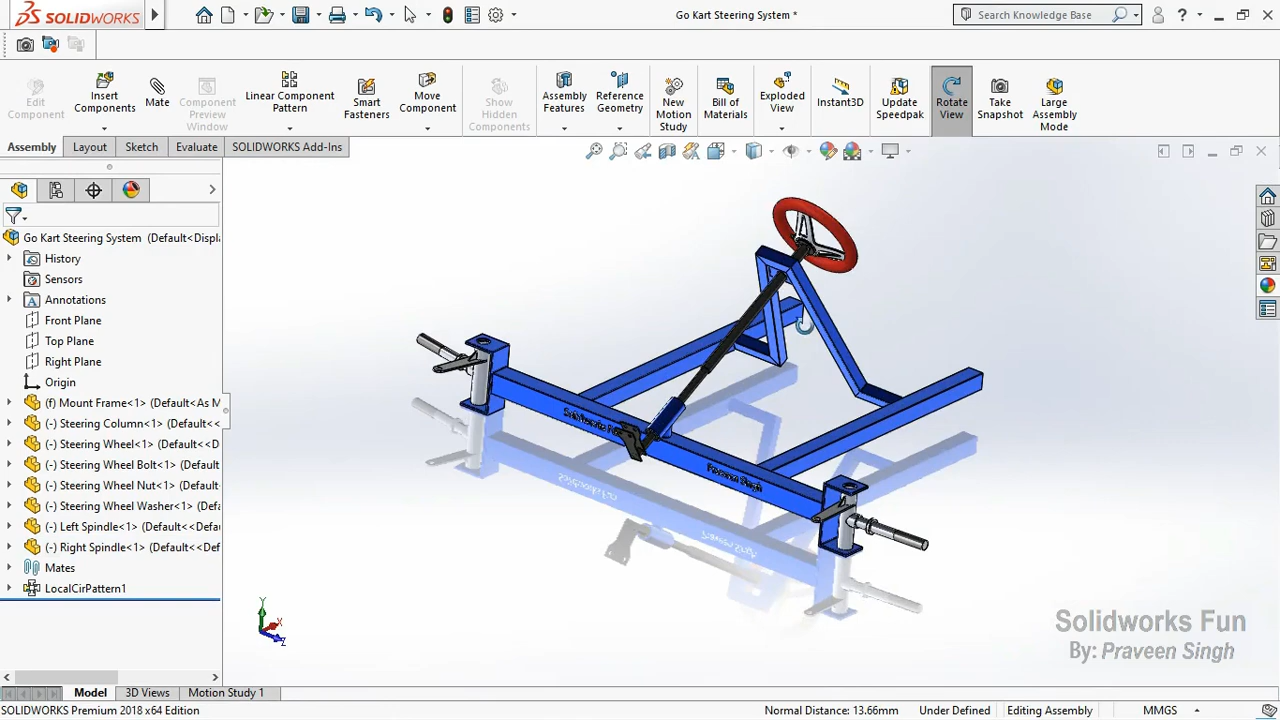 SOLIDWORKS
Go Kart Steering System *
Search Knowledge Base
?
Edit Component
Insert Components
Mate
Component Preview Window
Linear Component Pattern
Smart Fasteners
Move Component
Show Hidden Components
Assembly Features
Reference Geometry
New Motion Study
Bill of Materials
Exploded View
Instant3D
Update Speedpak
Rotate View
Take Snapshot
Large Assembly Mode
Assembly
Layout
Sketch
Evaluate
SOLIDWORKS Add-Ins
Go Kart Steering System (Default<Displ
History
Sensors
Annotations
Front Plane
Top Plane
Right Plane
Origin
(f) Mount Frame<1> (Default<As M
(-) Steering Column<1> (Default<<
(-) Steering Wheel<1> (Default<<D
(-) Steering Wheel Bolt<1> (Default
(-) Steering Wheel Nut<1> (Default
(-) Steering Wheel Washer<1> (Defa
(-) Left Spindle<1> (Default<<Defau
(-) Right Spindle<1> (Default<<Def
Mates
LocalCirPattern1
Solidworks
Praveen Singh
Y
X
Z
Solidworks Fun
By: Praveen Singh
Model
3D Views
Motion Study 1
SOLIDWORKS Premium 2018 x64 Edition
Normal Distance: 13.66mm
Under Defined
Editing Assembly
MMGS